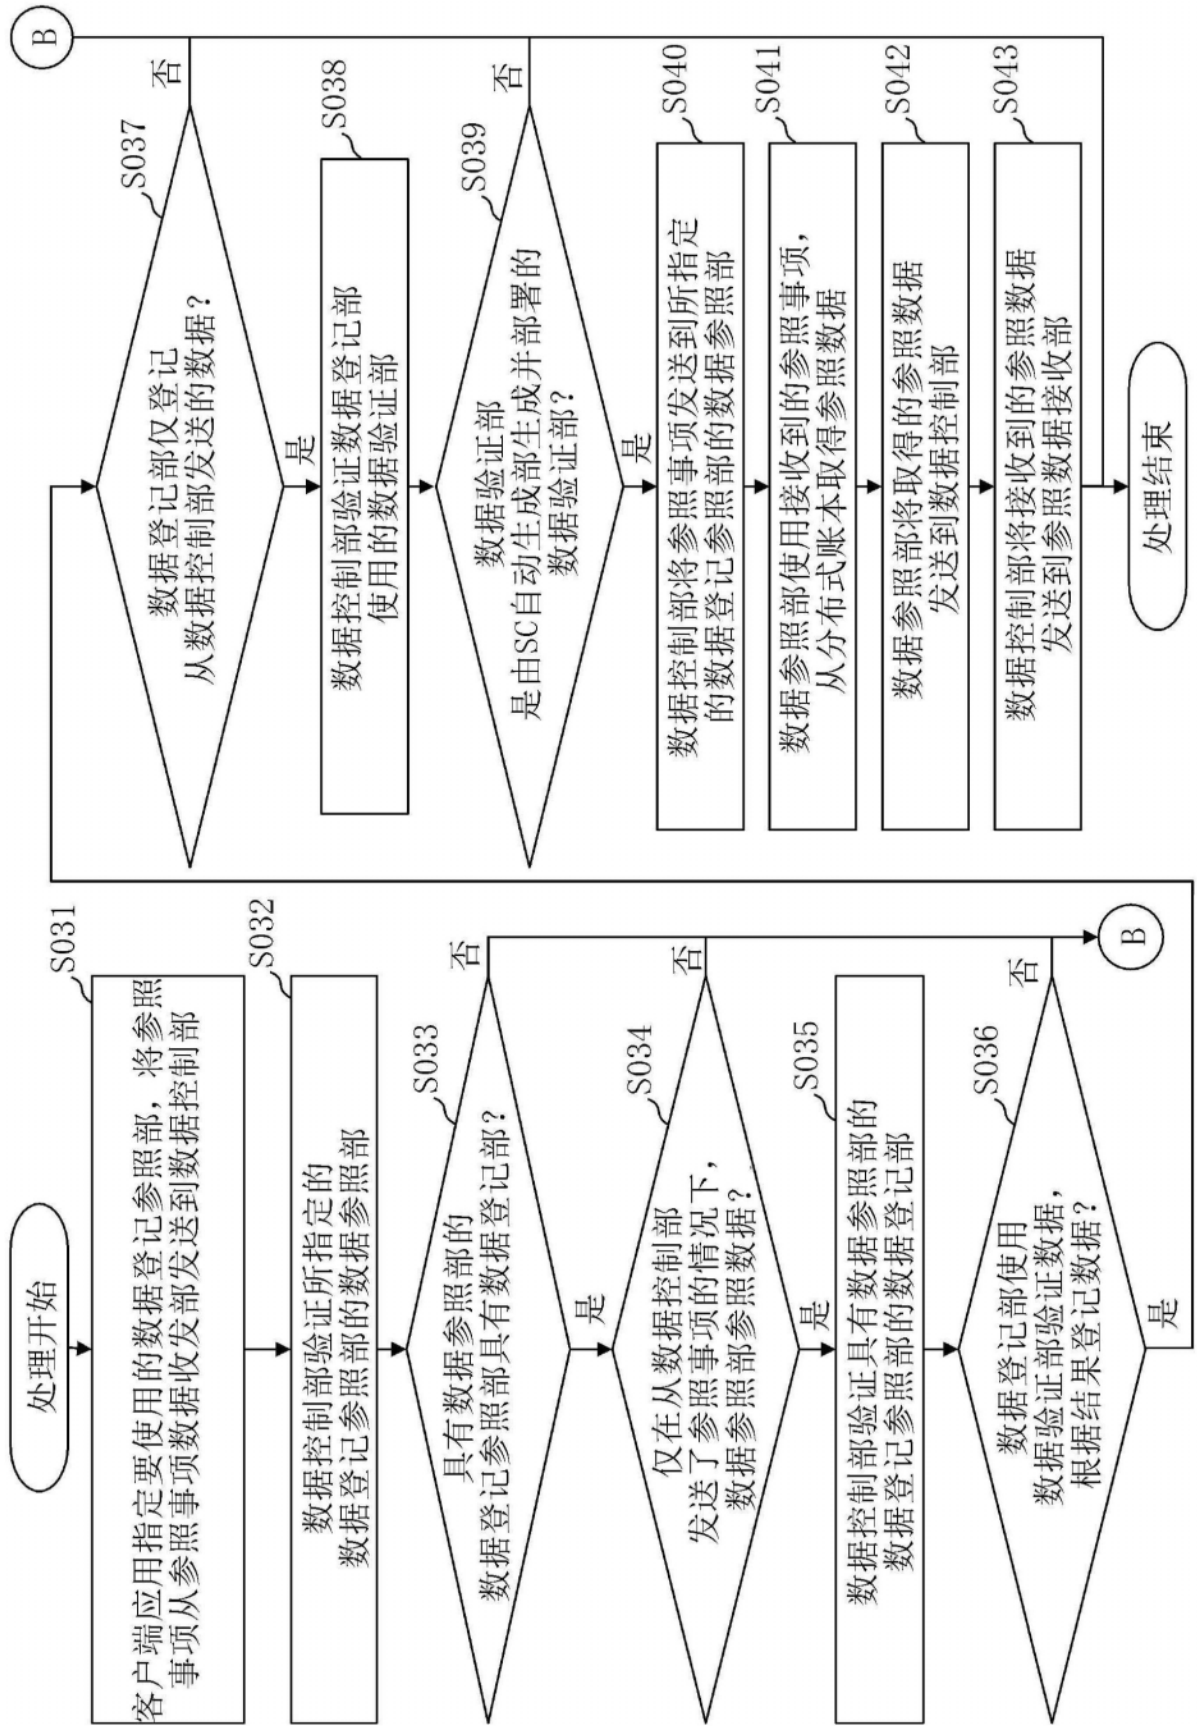 处理开始
S031
客户端应用指定要使用的数据登记参照部，将参照
事项从参照事项数据收发部发送到数据控制部
S032
数据控制部验证所指定的
数据登记参照部的数据参照部
S033
具有数据参照部的
数据登记参照部具有数据登记部？
否
是
S034
仅在从数据控制部
发送了参照事项的情况下，
数据参照部参照数据？
否
是
S035
数据控制部验证具有数据参照部的
数据登记参照部的数据登记部
S036
数据登记部使用
数据验证部验证数据，
根据结果登记数据？
否
是
B
B
S037
数据登记部仅登记
从数据控制部发送的数据？
否
是
S038
数据控制部验证数据登记部
使用的数据验证部
S039
数据验证部
是由SC自动生成部生成并部署的
数据验证部？
否
是
S040
数据控制部将参照事项发送到所指定
的数据登记参照部的数据参照部
S041
数据参照部使用接收到的参照事项，
从分布式账本取得参照数据
S042
数据参照部将取得的参照数据
发送到数据控制部
S043
数据控制部将接收到的参照数据
发送到参照数据接收部
处理结束